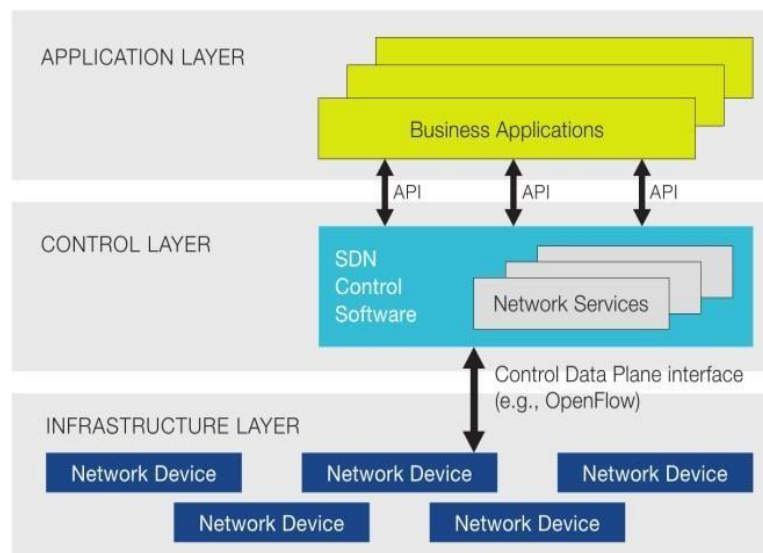 APPLICATION LAYER
Business Applications
API
API
API
CONTROL LAYER
SDN
Control
Software
Network Services
Control Data Plane interface
(e.g., OpenFlow)
INFRASTRUCTURE LAYER
Network Device
Network Device
Network Device
Network Device
Network Device